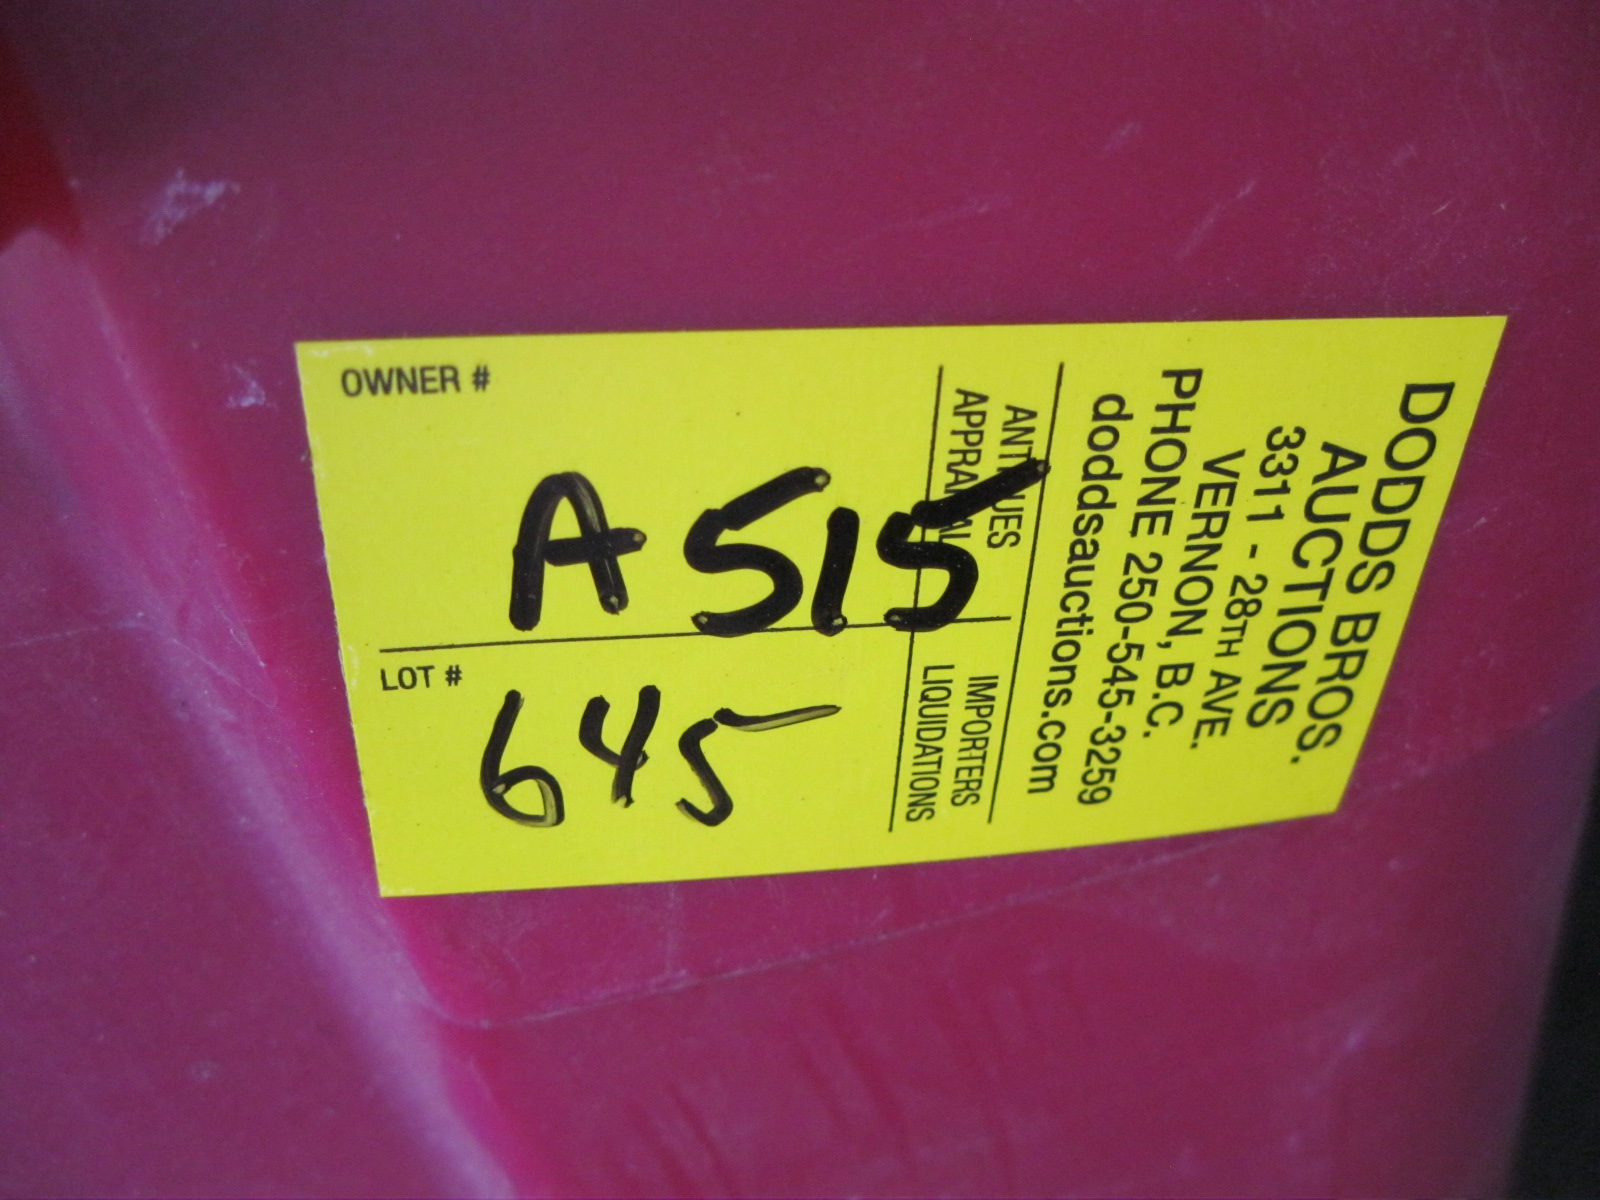 OWNER #
A515
LOT #
645
DODDS BROS.
AUCTIONS
3311 - 28TH AVE.
VERNON, B.C.
PHONE 250-545-3259
doddsauctions.com
IMPORTERS
LIQUIDATIONS